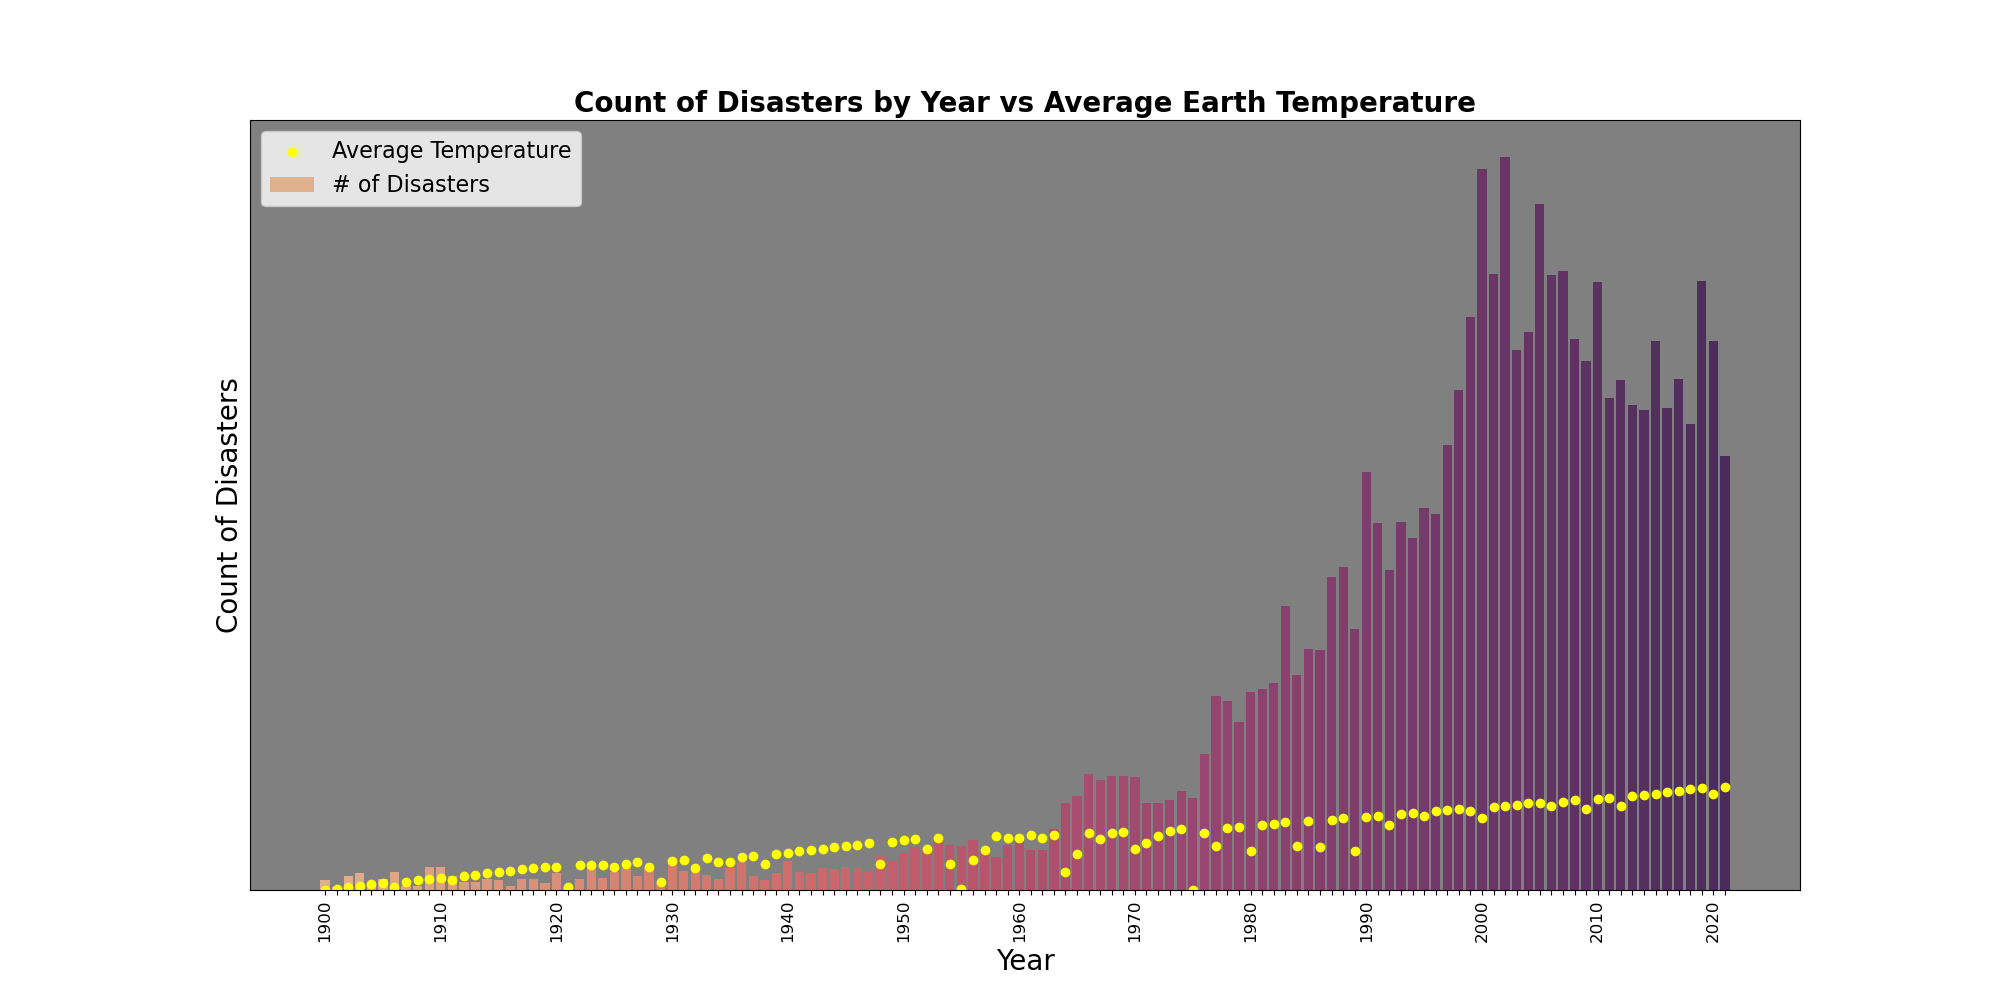 Count of Disasters by Year vs Average Earth Temperature
Average Temperature
# of Disasters
Count of Disasters
1900
1910
1920
1930
1940
1950
1960
1970
1980
1990
2000
2010
2020
Year